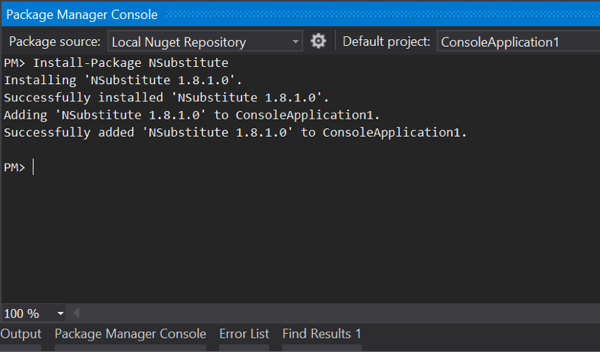 Package Manager Console
Package source: Local Nuget Repository Default project: ConsoleApplication1
PM> Install-Package NSubstitute
Installing 'NSubstitute 1.8.1.0'.
Successfully installed 'NSubstitute 1.8.1.0'.
Adding 'NSubstitute 1.8.1.0' to ConsoleApplication1.
Successfully added 'NSubstitute 1.8.1.0' to ConsoleApplication1.
PM>
100 %
Output Package Manager Console Error List Find Results 1